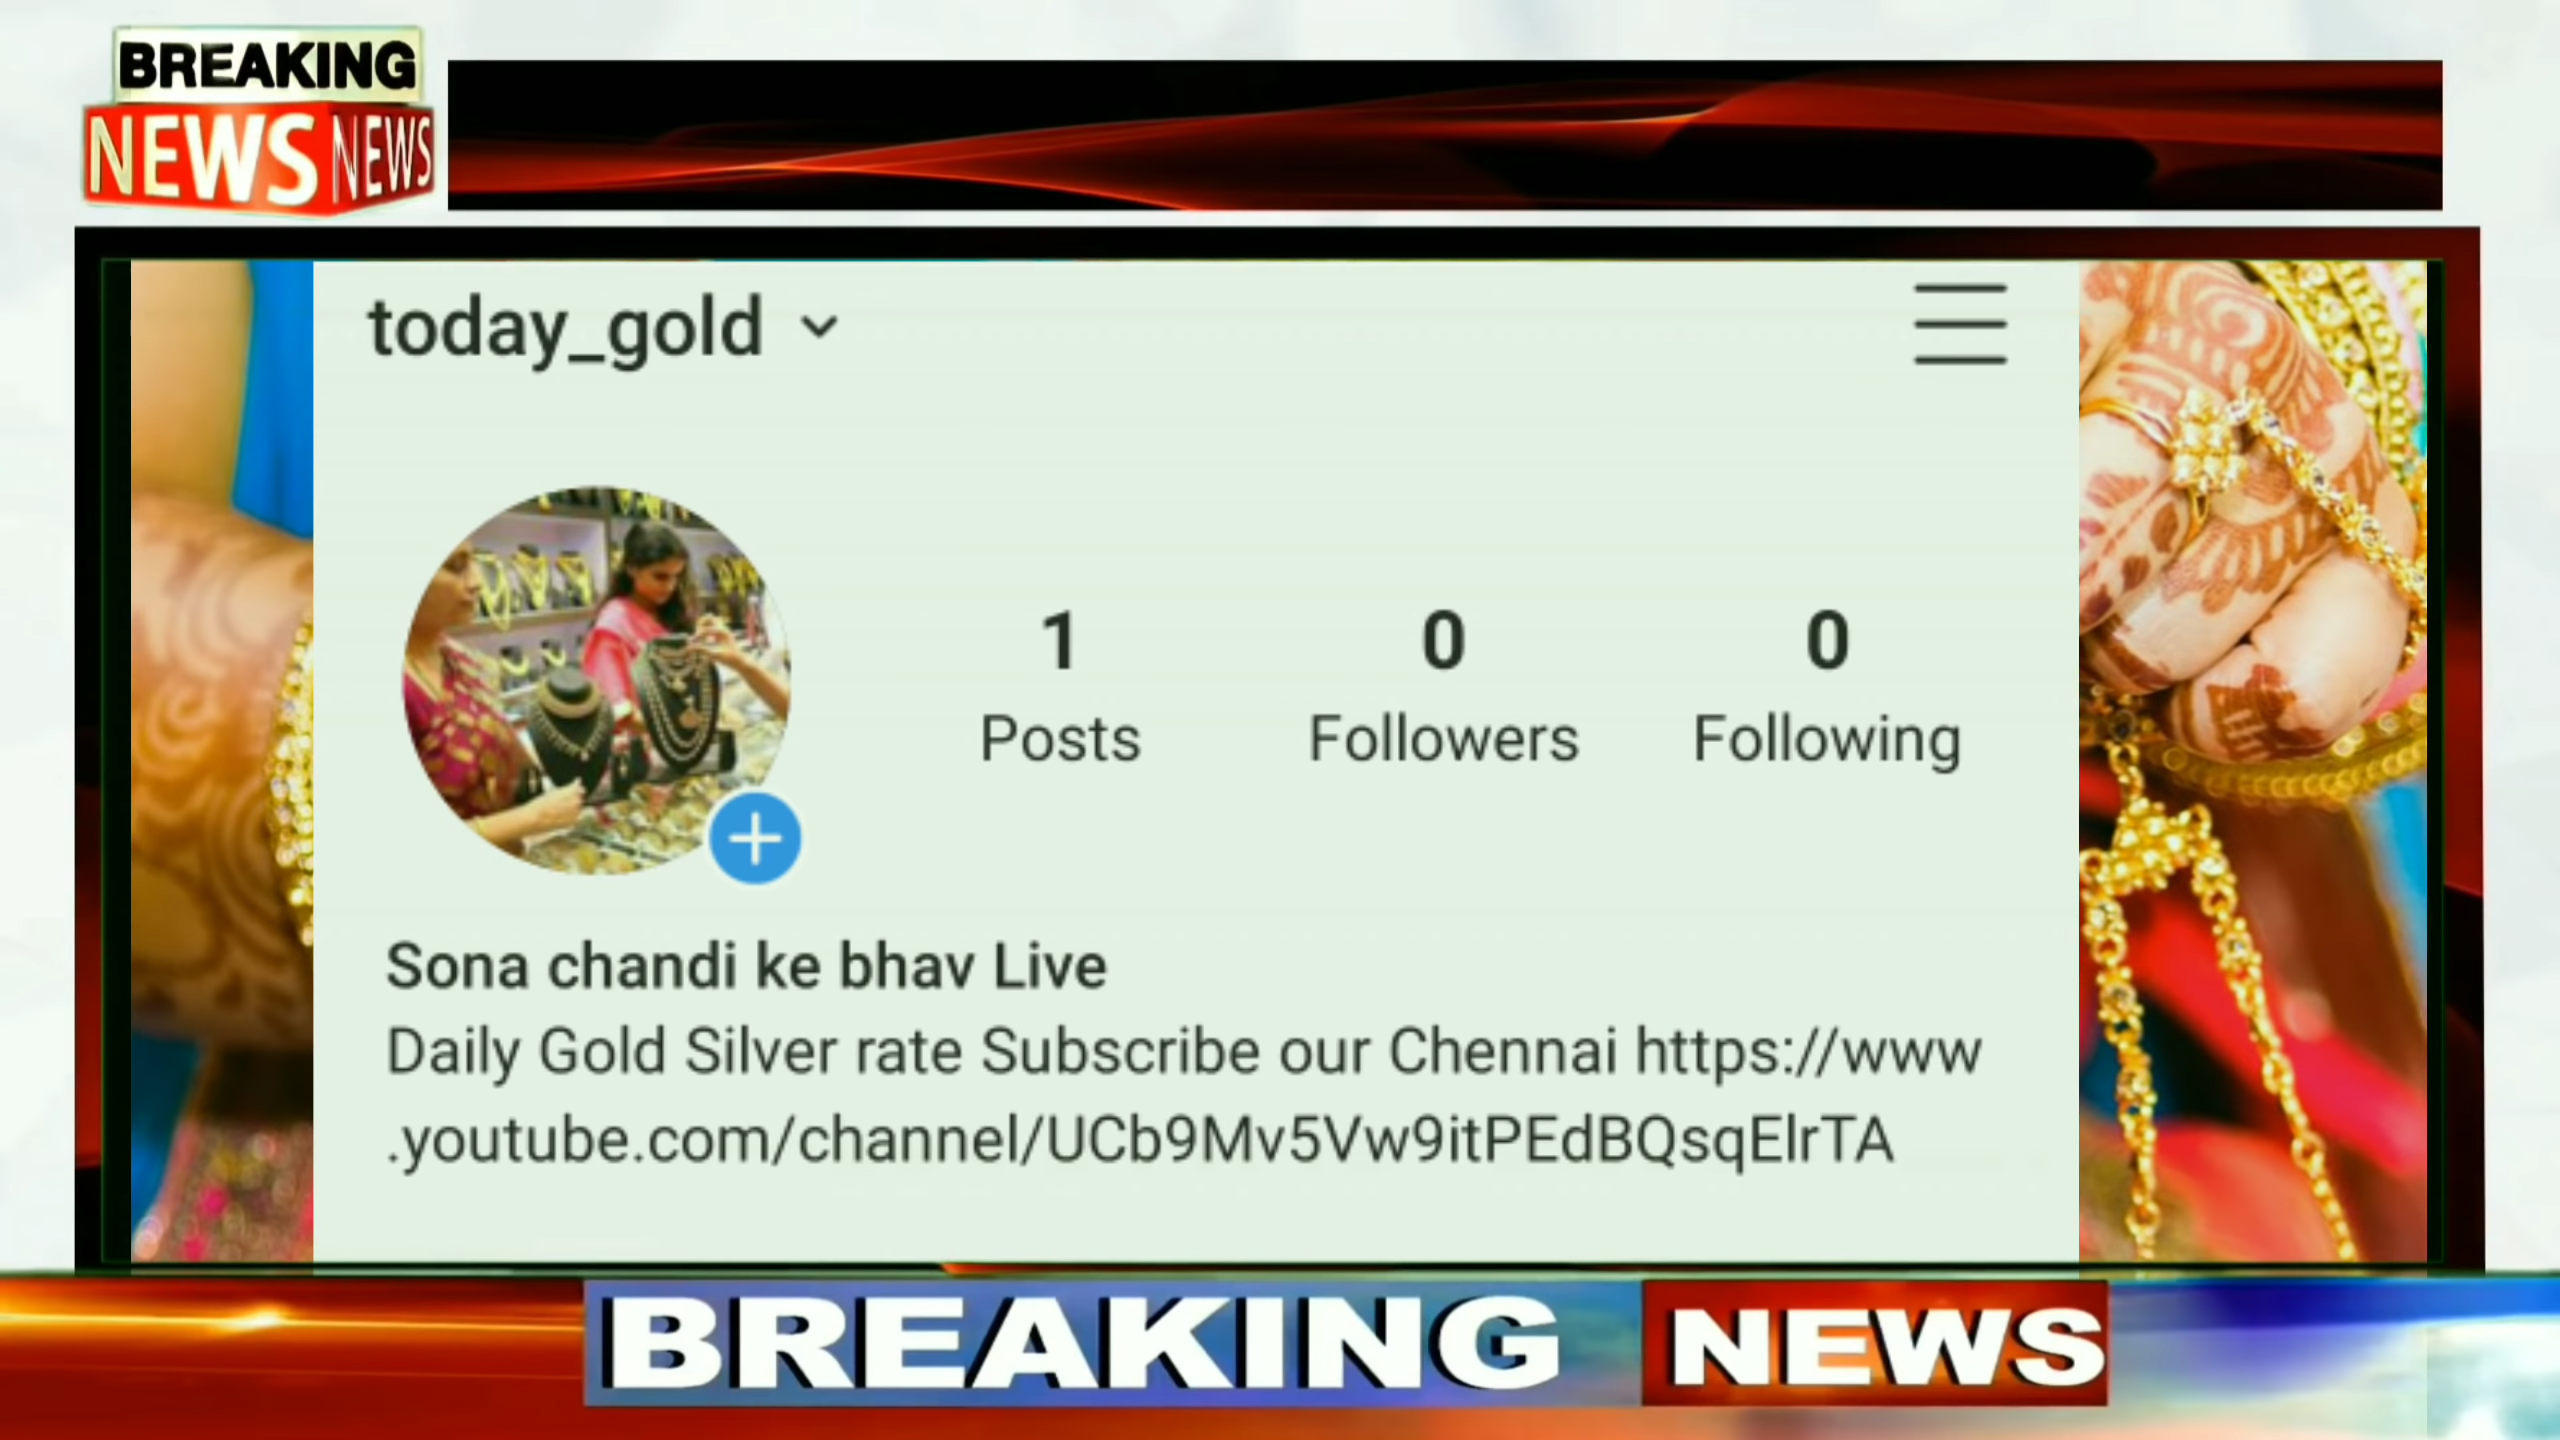 BREAKING
NEWS NEWS
today_gold
1
Posts
0
Followers
0
Following
Sona chandi ke bhav Live
Daily Gold Silver rate Subscribe our Chennai https://www
.youtube.com/channel/UCb9Mv5Vw9itPEdBQsqElrTA
BREAKING NEWS